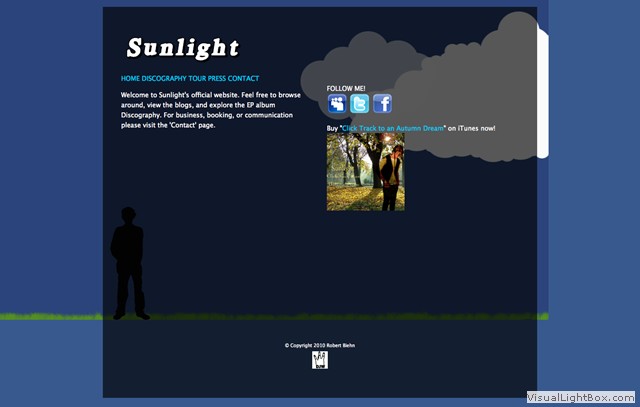 Sunlight
HOME DISCOGRAPHY TOUR PRESS CONTACT
Welcome to Sunlight's official website. Feel free to browse
around, view the blogs, and explore the EP album
Discography. For business, booking, or communication
please visit the 'Contact' page.
FOLLOW ME!
Buy "Click Track to an Autumn Dream" on iTunes now!
© Copyright 2010 Robert Biehn
VisualLightBox.com